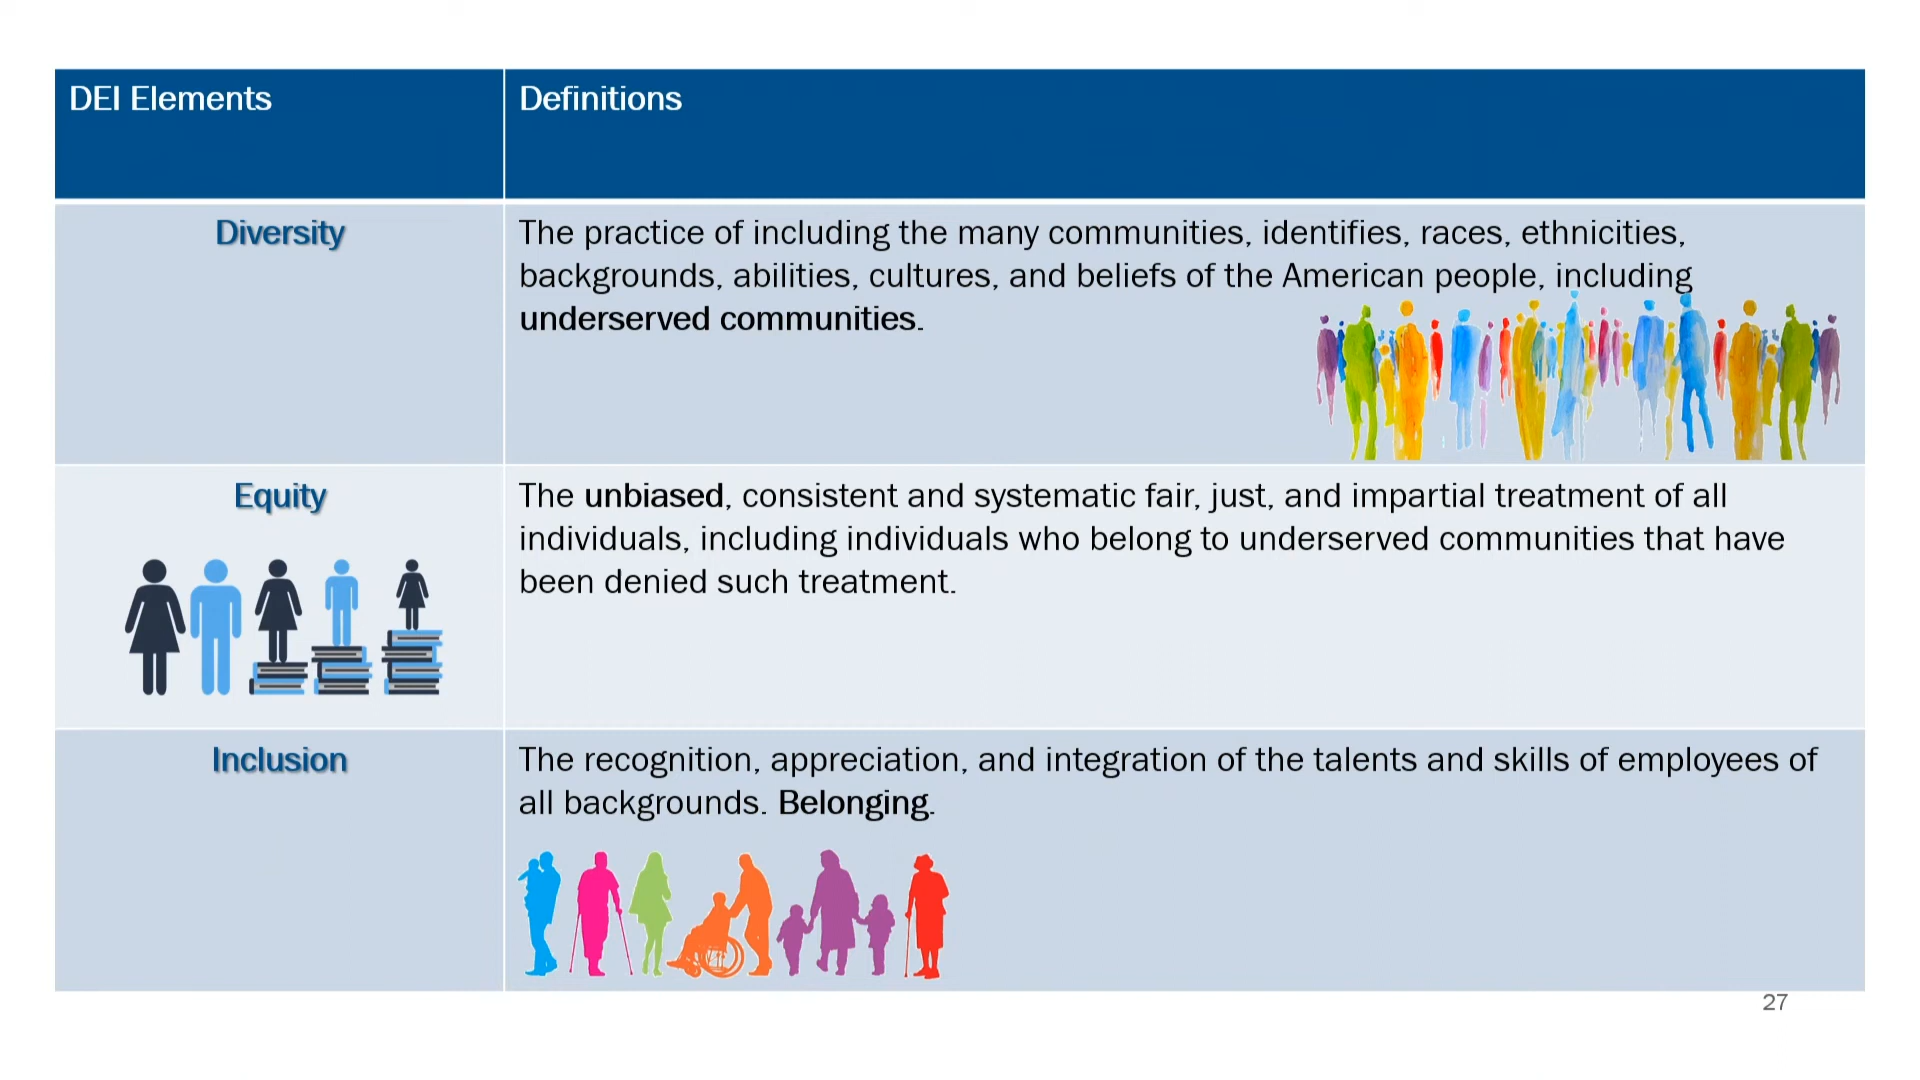 DEI Elements
Definitions
Diversity
The practice of including the many communities, identifies, races, ethnicities,
backgrounds, abilities, cultures, and beliefs of the American people, including
underserved communities.
Equity
The unbiased, consistent and systematic fair, just, and impartial treatment of all
individuals, including individuals who belong to underserved communities that have
been denied such treatment.
Inclusion
The recognition, appreciation, and integration of the talents and skills of employees of
all backgrounds. Belonging.
27